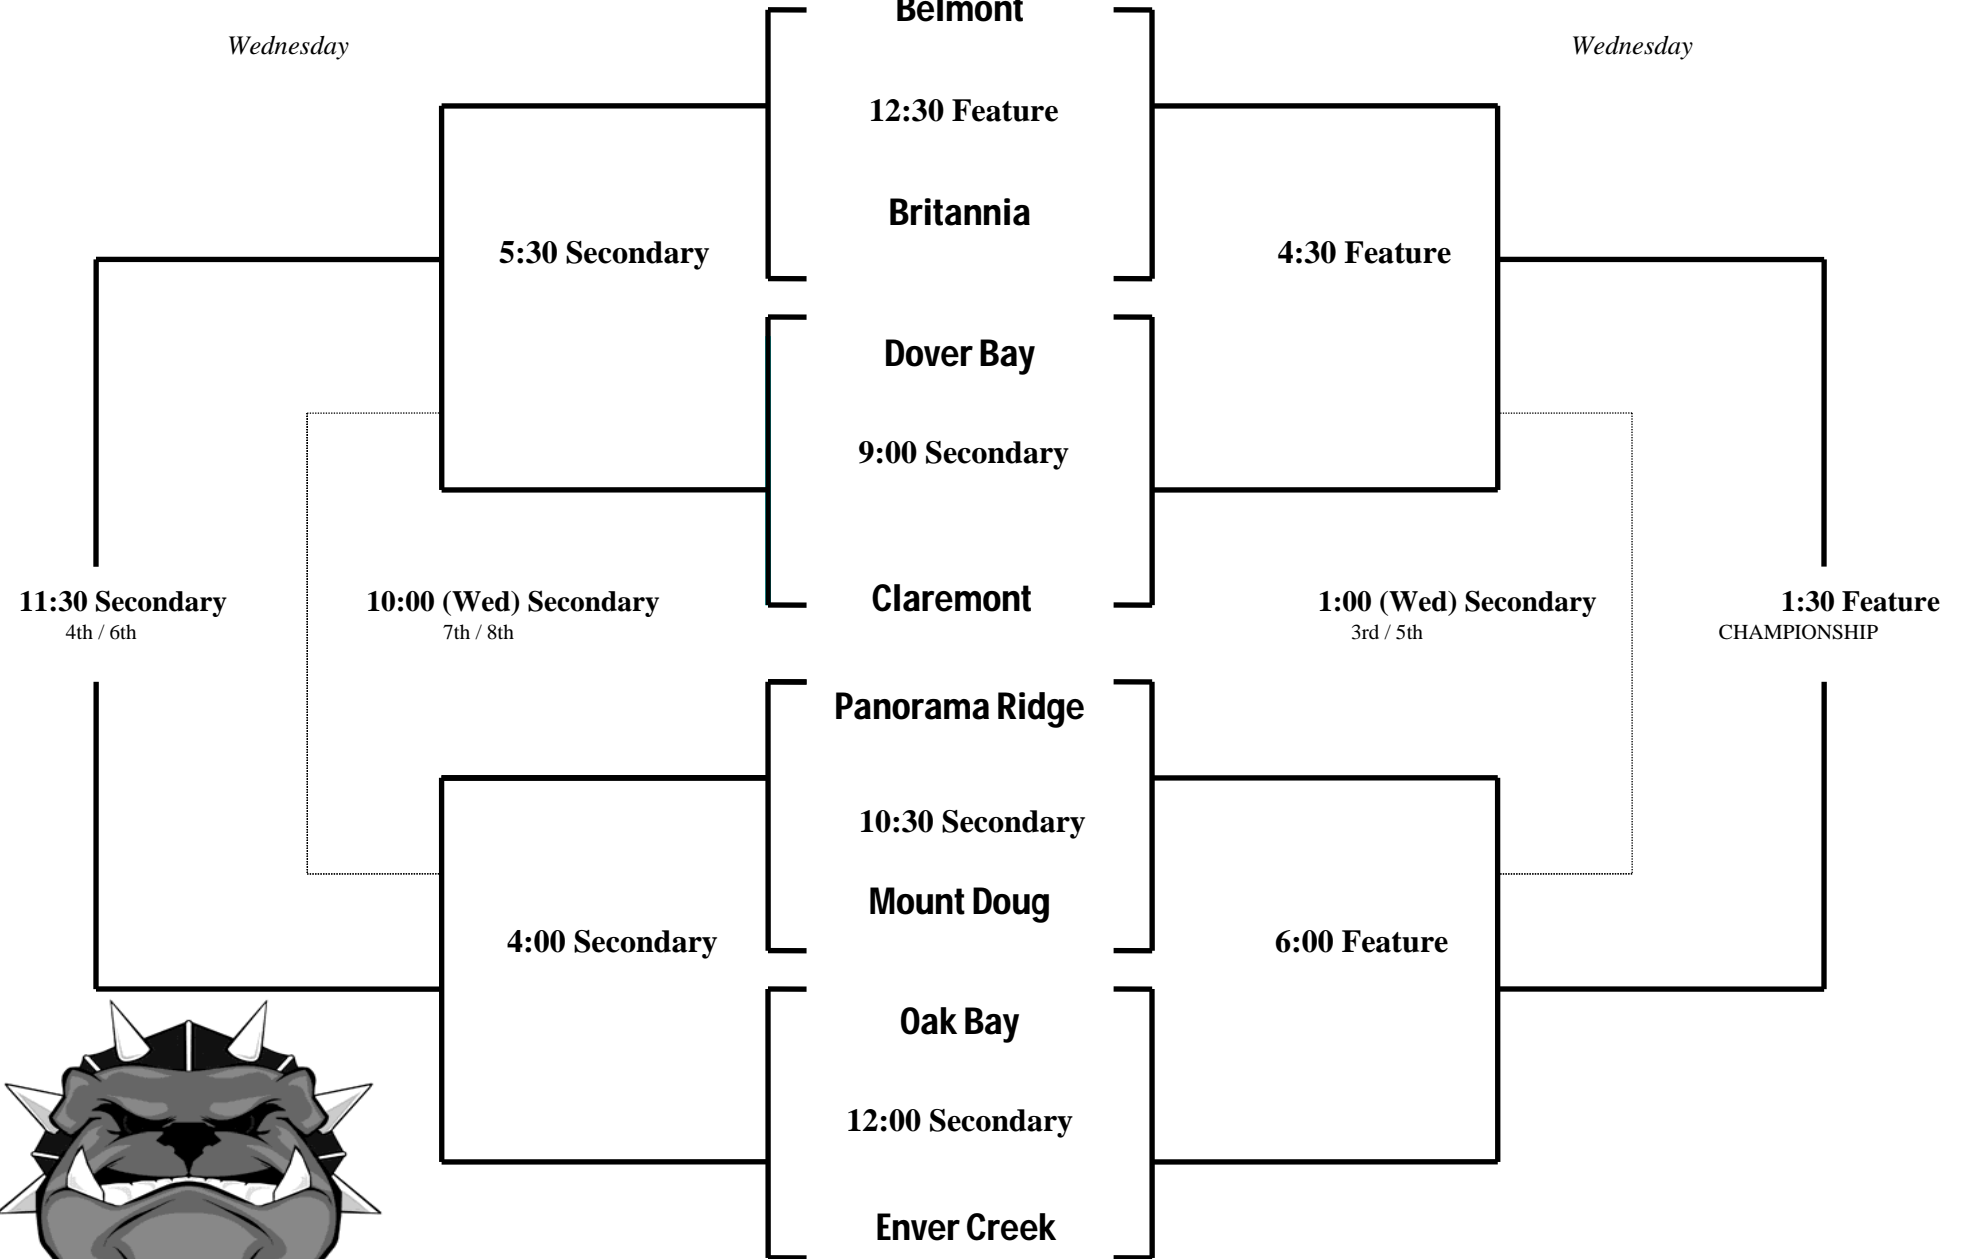 Belmont
Wednesday
Wednesday
12:30 Feature
Britannia
5:30 Secondary
4:30 Feature
Dover Bay
9:00 Secondary
Claremont
11:30 Secondary
4th / 6th
10:00 (Wed) Secondary
7th / 8th
1:00 (Wed) Secondary
3rd / 5th
1:30 Feature
CHAMPIONSHIP
Panorama Ridge
10:30 Secondary
Mount Doug
4:00 Secondary
6:00 Feature
Oak Bay
12:00 Secondary
Enver Creek